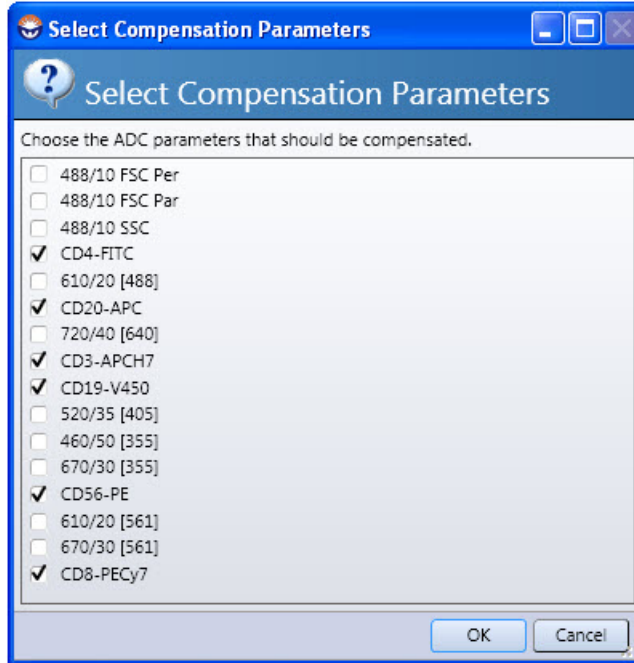 Select Compensation Parameters
Select Compensation Parameters
Choose the ADC parameters that should be compensated.
488/10 FSC Per
488/10 FSC Par
488/10 SSC
CD4-FITC
610/20 [488]
CD20-APC
720/40 [640]
CD3-APCH7
CD19-V450
520/35 [405]
460/50 [355]
670/30 [355]
CD56-PE
610/20 [561]
670/30 [561]
CD8-PECy7
OK Cancel